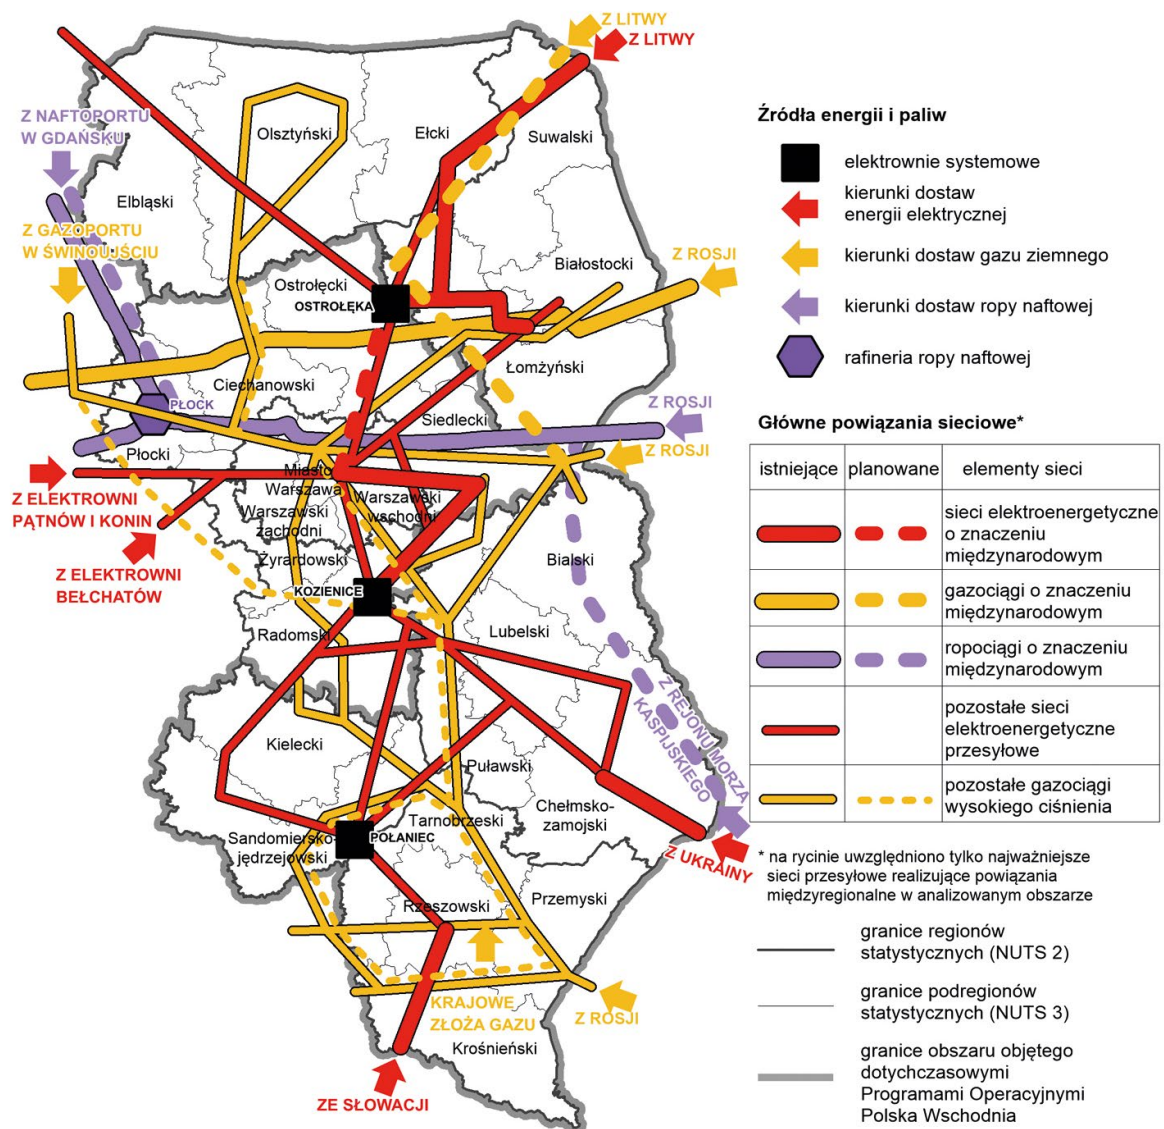 Z LITWY
Z LITWY
Z NAFTOPORTU
W GDAŃSKU
Olsztyński
Ełcki
Suwalski
Elbląski
Z GAZOPORTU
W ŚWINOUJŚCIU
Z ROSJI
Białostocki
Ostrołęcki
OSTROŁĘKA
Łomżyński
Ciechanowski
PŁOCK
Siedlecki
Z ROSJI
Płocki
Z ROSJI
Miasto
Warszawa
Z ELEKTROWNI
PĄTNÓW I KONIN
Warszawski
zachodni
Warszawski
wschodni
Z ELEKTROWNI
BEŁCHATÓW
Żyrardowski
Bialski
KOZIENICE
Radomski
Lubelski
Z REJONU MORZA
KASPIJSKIEGO
Kielecki
Puławski
Chełmsko-
zamojski
Tarnobrzeski
Sandomiersko-
jędrzejowski
POŁANIEC
Z UKRAINY
Rzeszowski
Przemyski
KRAJOWE
ZŁOŻA GAZU
Z ROSJI
Krośnieński
ZE SŁOWACJI
Źródła energii i paliw
elektrownie systemowe
kierunki dostaw
energii elektrycznej
kierunki dostaw gazu ziemnego
kierunki dostaw ropy naftowej
rafineria ropy naftowej
Główne powiązania sieciowe*
istniejące planowane elementy sieci
sieci elektroenergetyczne
o znaczeniu
międzynarodowym
gazociągi o znaczeniu
międzynarodowym
ropociągi o znaczeniu
międzynarodowym
pozostałe sieci
elektroenergetyczne
przesyłowe
pozostałe gazociągi
wysokiego ciśnienia
* na rycinie uwzględniono tylko najważniejsze
sieci przesyłowe realizujące powiązania
międzyregionalne w analizowanym obszarze
granice regionów
statystycznych (NUTS 2)
granice podregionów
statystycznych (NUTS 3)
granice obszaru objętego
dotychczasowymi
Programami Operacyjnymi
Polska Wschodnia